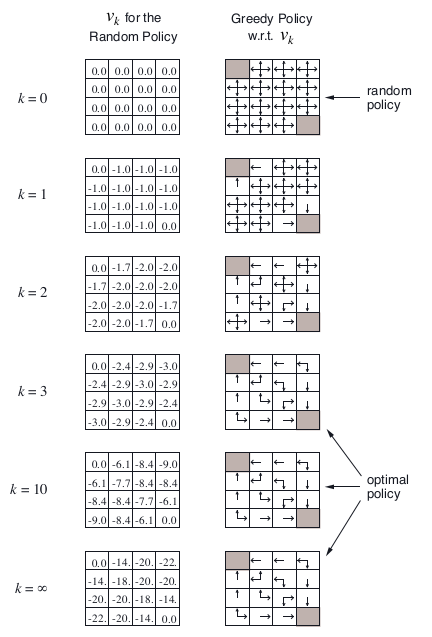 v_k for the
Random Policy
Greedy Policy
w.r.t. v_k
k = 0
0.0 0.0 0.0 0.0
0.0 0.0 0.0 0.0
0.0 0.0 0.0 0.0
0.0 0.0 0.0 0.0
random
policy
k = 1
0.0 -1.0 -1.0 -1.0
-1.0 -1.0 -1.0 -1.0
-1.0 -1.0 -1.0 -1.0
-1.0 -1.0 -1.0 0.0
k = 2
0.0 -1.7 -2.0 -2.0
-1.7 -2.0 -2.0 -2.0
-2.0 -2.0 -2.0 -1.7
-2.0 -2.0 -1.7 0.0
k = 3
0.0 -2.4 -2.9 -3.0
-2.4 -2.9 -3.0 -2.9
-2.9 -3.0 -2.9 -2.4
-3.0 -2.9 -2.4 0.0
k = 10
0.0 -6.1 -8.4 -9.0
-6.1 -7.7 -8.4 -8.4
-8.4 -8.4 -7.7 -6.1
-9.0 -8.4 -6.1 0.0
optimal
policy
k = ∞
0.0 -14. -20. -22.
-14. -18. -20. -20.
-20. -20. -18. -14.
-22. -20. -14. 0.0